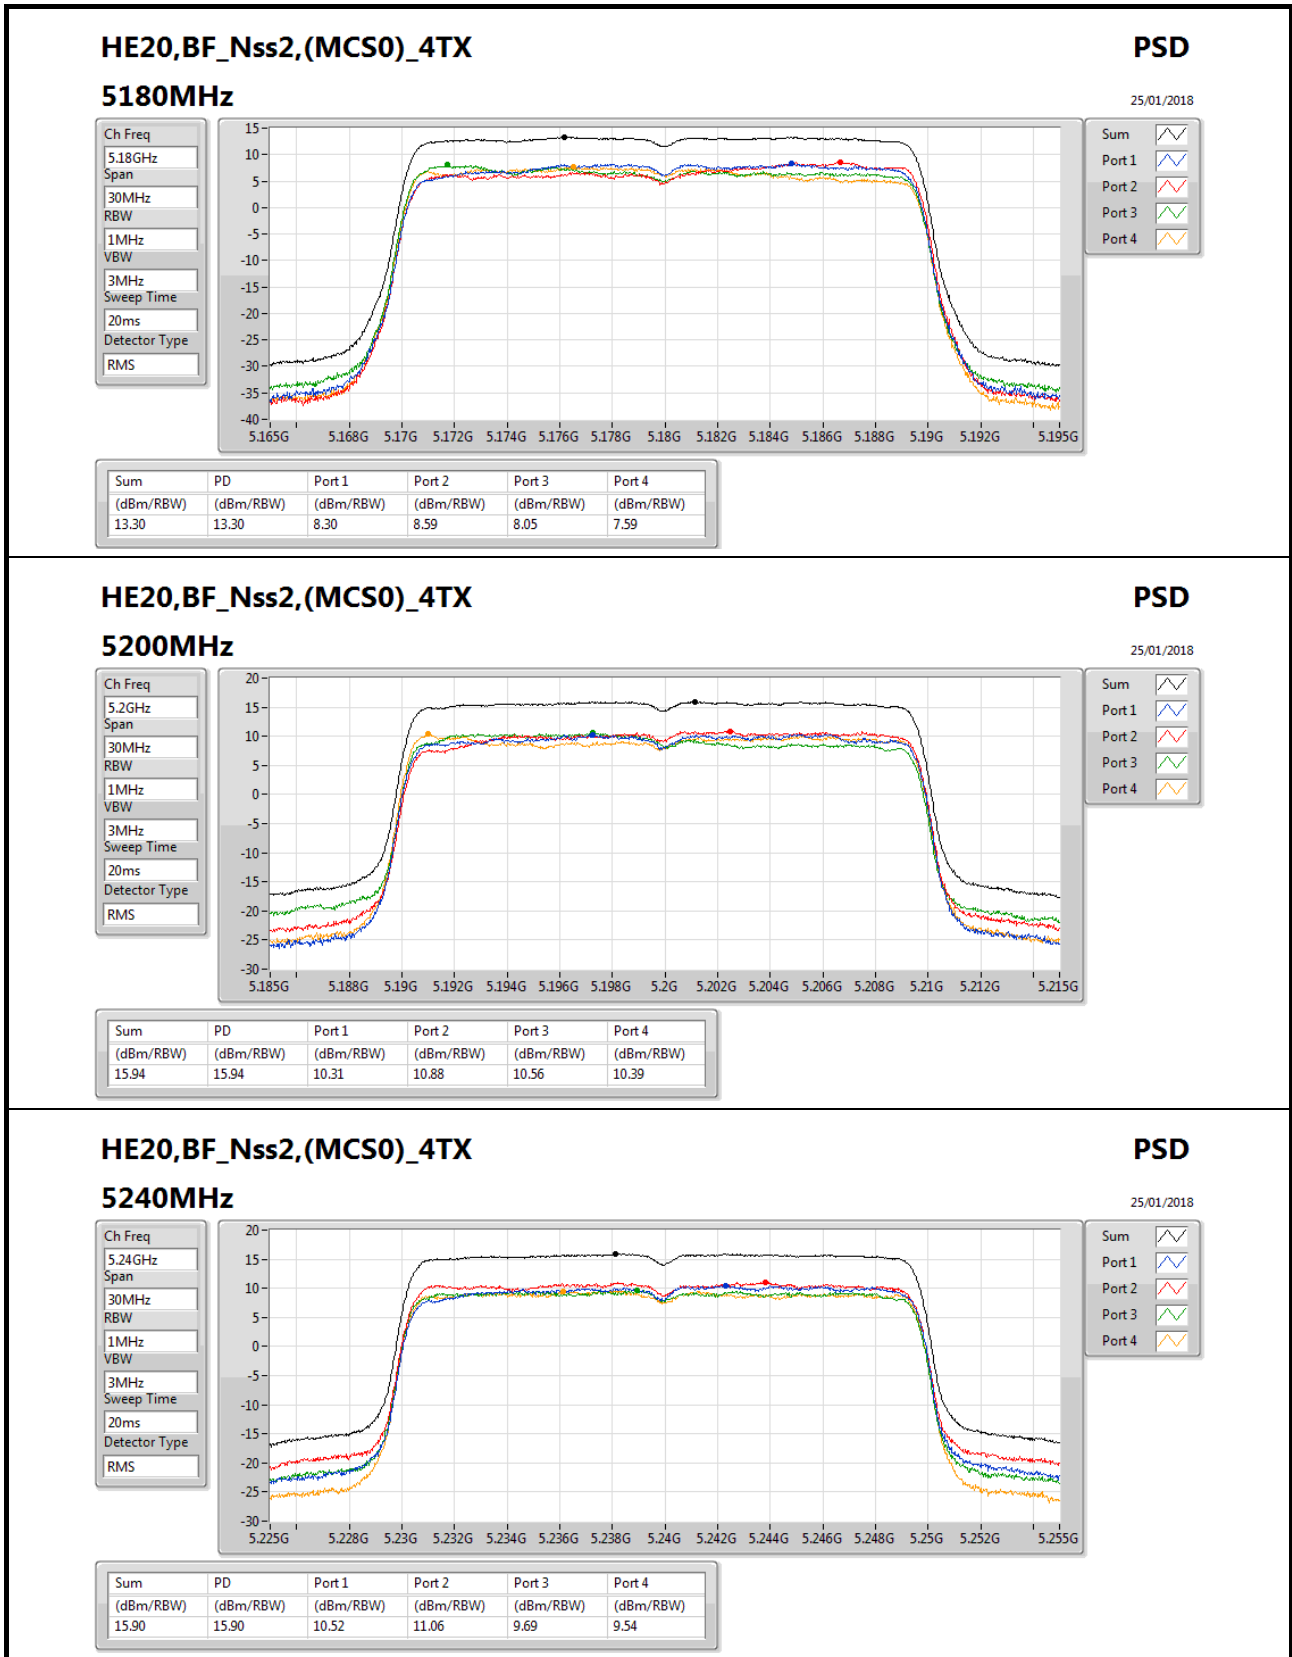 HE20,BF_Nss2,(MCS0)_4TX PSD
5180MHz 25/01/2018
Ch Freq
5.18GHz
Span
30MHz
RBW
1MHz
VBW
3MHz
Sweep Time
20ms
Detector Type
RMS
15
10
5
0
-5
-10
-15
-20
-25
-30
-35
-40
5.165G 5.168G 5.17G 5.172G 5.174G 5.176G 5.178G 5.18G 5.182G 5.184G 5.186G 5.188G 5.19G 5.192G 5.195G
Sum
Port 1
Port 2
Port 3
Port 4
Sum PD Port 1 Port 2 Port 3 Port 4
(dBm/RBW) (dBm/RBW) (dBm/RBW) (dBm/RBW) (dBm/RBW) (dBm/RBW)
13.30 13.30 8.30 8.59 8.05 7.59
HE20,BF_Nss2,(MCS0)_4TX PSD
5200MHz 25/01/2018
Ch Freq
5.2GHz
Span
30MHz
RBW
1MHz
VBW
3MHz
Sweep Time
20ms
Detector Type
RMS
20
15
10
5
0
-5
-10
-15
-20
-25
-30
5.185G 5.188G 5.19G 5.192G 5.194G 5.196G 5.198G 5.2G 5.202G 5.204G 5.206G 5.208G 5.21G 5.212G 5.215G
Sum
Port 1
Port 2
Port 3
Port 4
Sum PD Port 1 Port 2 Port 3 Port 4
(dBm/RBW) (dBm/RBW) (dBm/RBW) (dBm/RBW) (dBm/RBW) (dBm/RBW)
15.94 15.94 10.31 10.88 10.56 10.39
HE20,BF_Nss2,(MCS0)_4TX PSD
5240MHz 25/01/2018
Ch Freq
5.24GHz
Span
30MHz
RBW
1MHz
VBW
3MHz
Sweep Time
20ms
Detector Type
RMS
20
15
10
5
0
-5
-10
-15
-20
-25
-30
5.225G 5.228G 5.23G 5.232G 5.234G 5.236G 5.238G 5.24G 5.242G 5.244G 5.246G 5.248G 5.25G 5.252G 5.255G
Sum
Port 1
Port 2
Port 3
Port 4
Sum PD Port 1 Port 2 Port 3 Port 4
(dBm/RBW) (dBm/RBW) (dBm/RBW) (dBm/RBW) (dBm/RBW) (dBm/RBW)
15.90 15.90 10.52 11.06 9.69 9.54